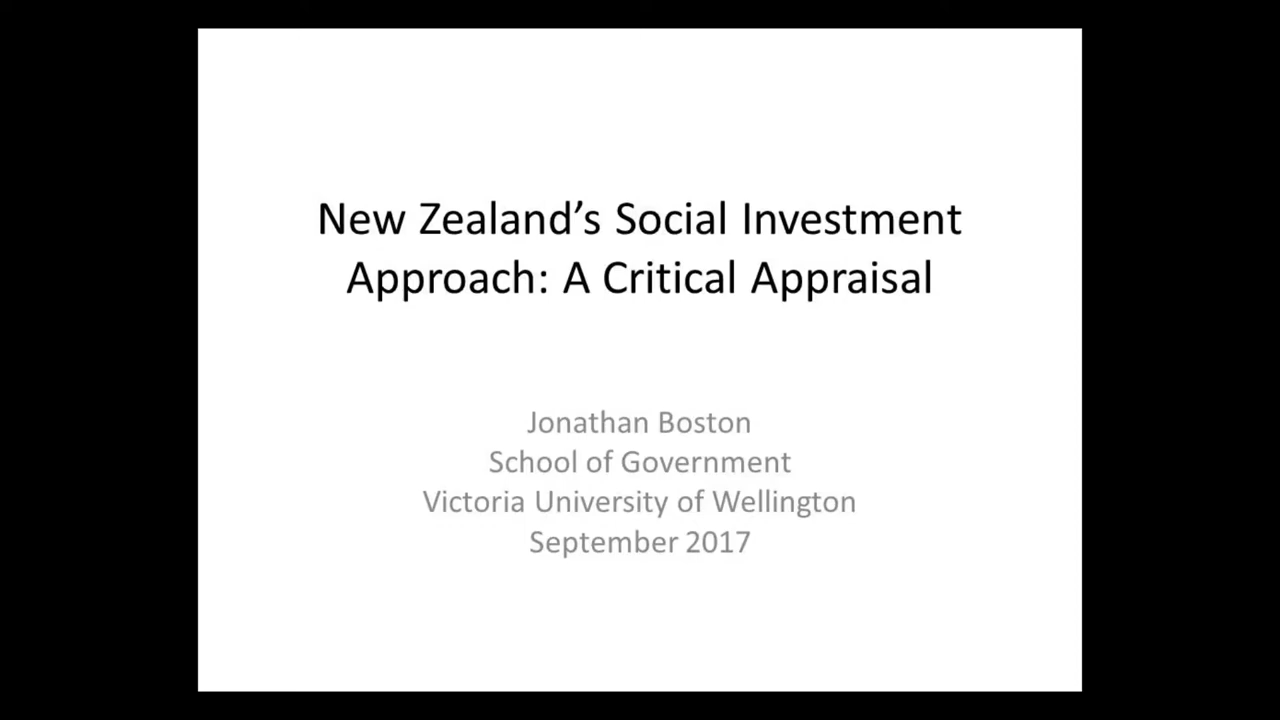 New Zealand’s Social Investment
Approach: A Critical Appraisal
Jonathan Boston
School of Government
Victoria University of Wellington
September 2017